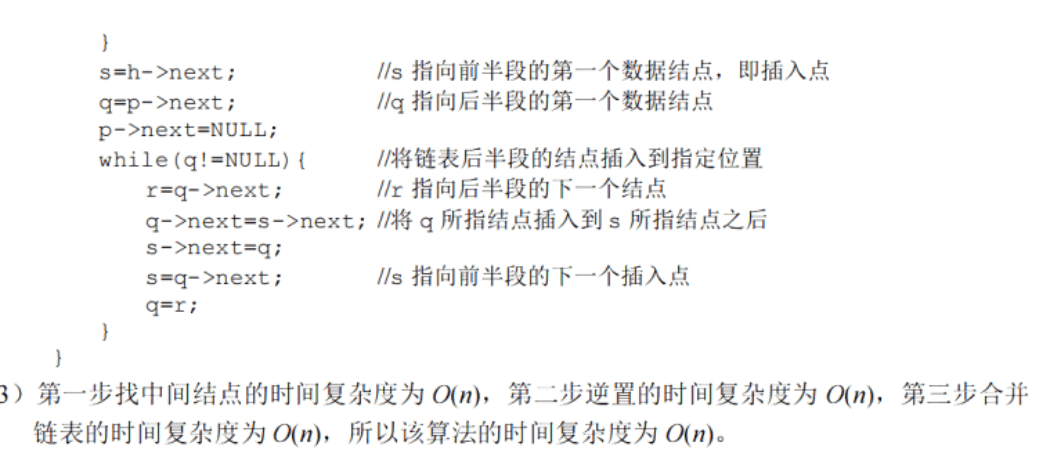 }
s=h->next; //s 指向前半段的第一个数据结点，即插入点
q=p->next; //q 指向后半段的第一个数据结点
p->next=NULL;
while(q!=NULL){ //将链表后半段的结点插入到指定位置
r=q->next; //r 指向后半段的下一个结点
q->next=s->next; //将 q 所指结点插入到 s 所指结点之后
s->next=q;
s=q->next; //s 指向前半段的下一个插入点
q=r;
}
}
3）第一步找中间结点的时间复杂度为 O(n)，第二步逆置的时间复杂度为 O(n)，第三步合并
链表的时间复杂度为 O(n)，所以该算法的时间复杂度为 O(n)。